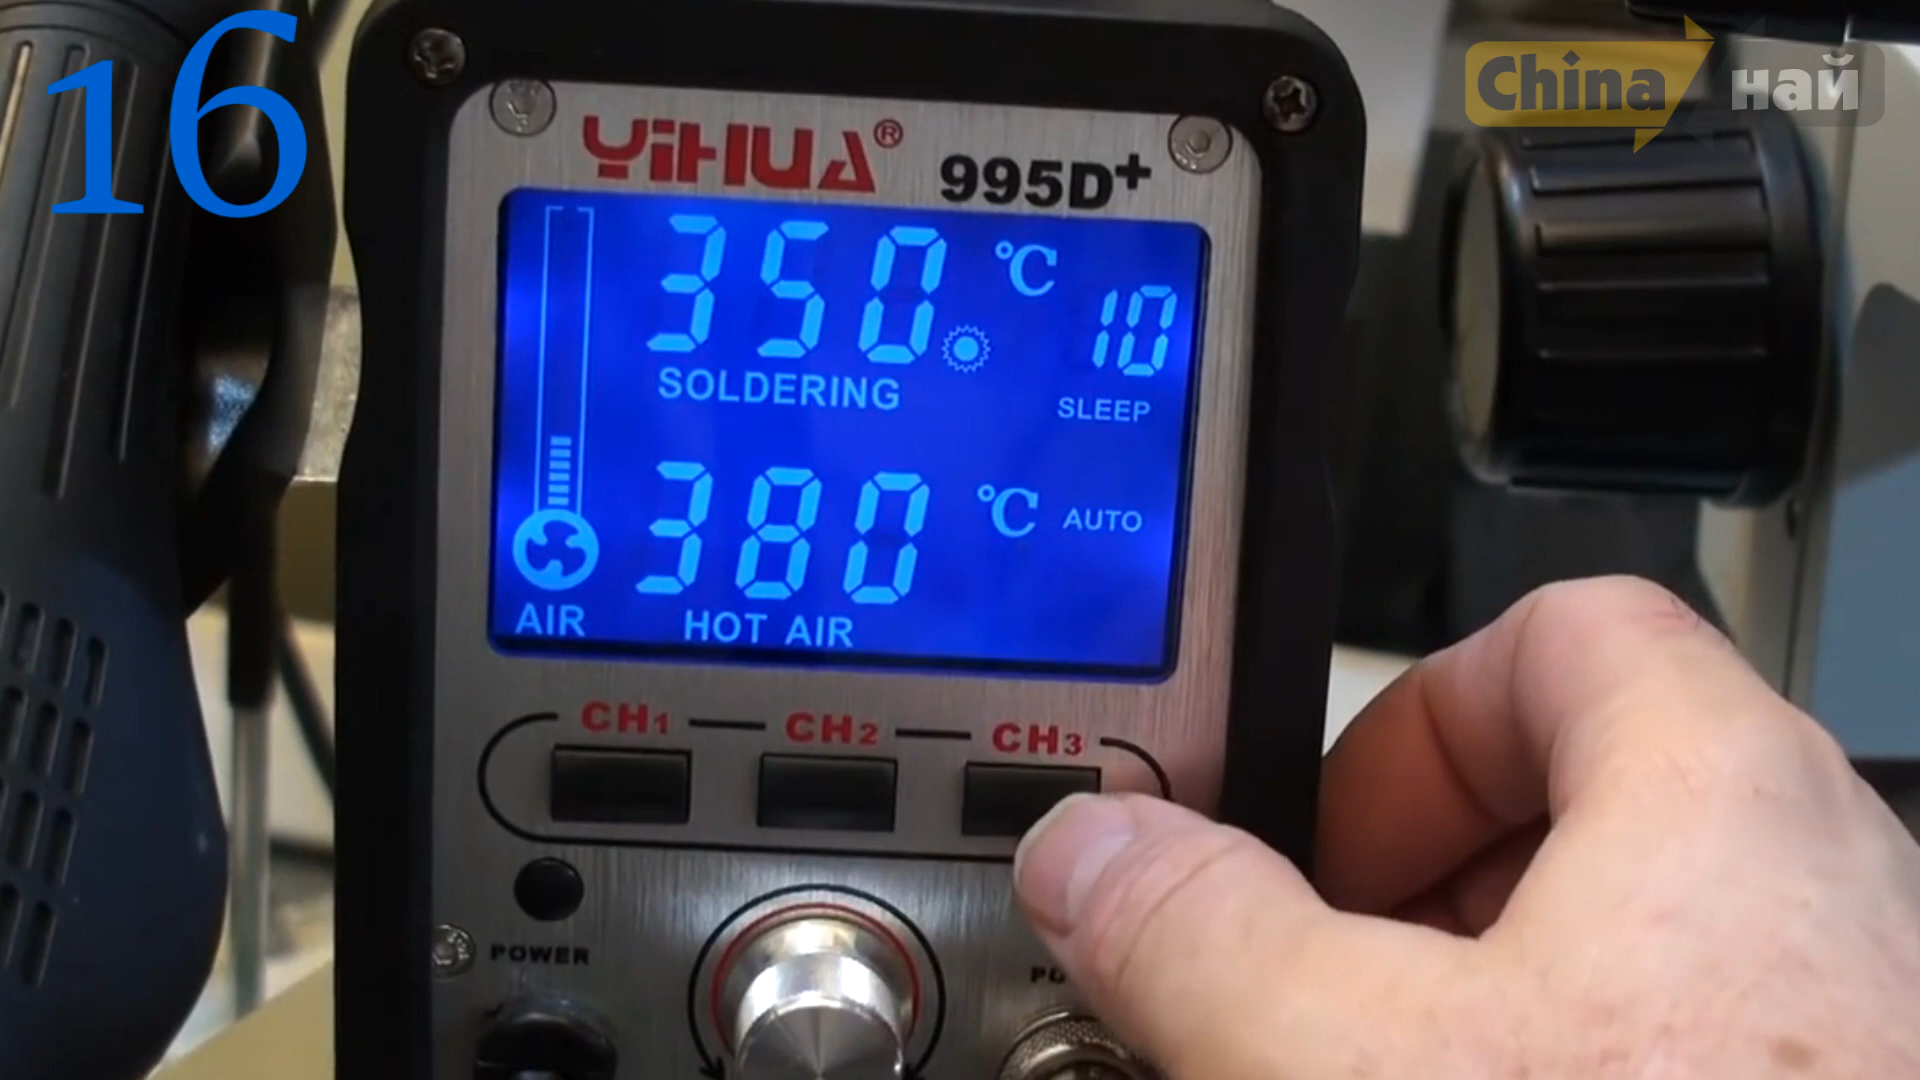 16
China най
YiHUA® 995D+
350 °C 10
SOLDERING SLEEP
380 °C AUTO
AIR HOT AIR
CH1 CH2 CH3
POWER